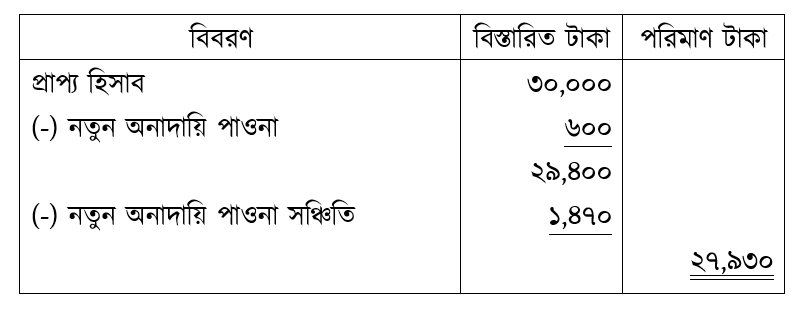 বিবরণ বিস্তারিত টাকা পরিমাণ টাকা
প্রাপ্য হিসাব ৩০,০০০
(-) নতুন অনাদায়ি পাওনা ৬০০
২৯,৪০০
(-) নতুন অনাদায়ি পাওনা সঞ্চিতি ১,৪৭০
২৭,৯৩০